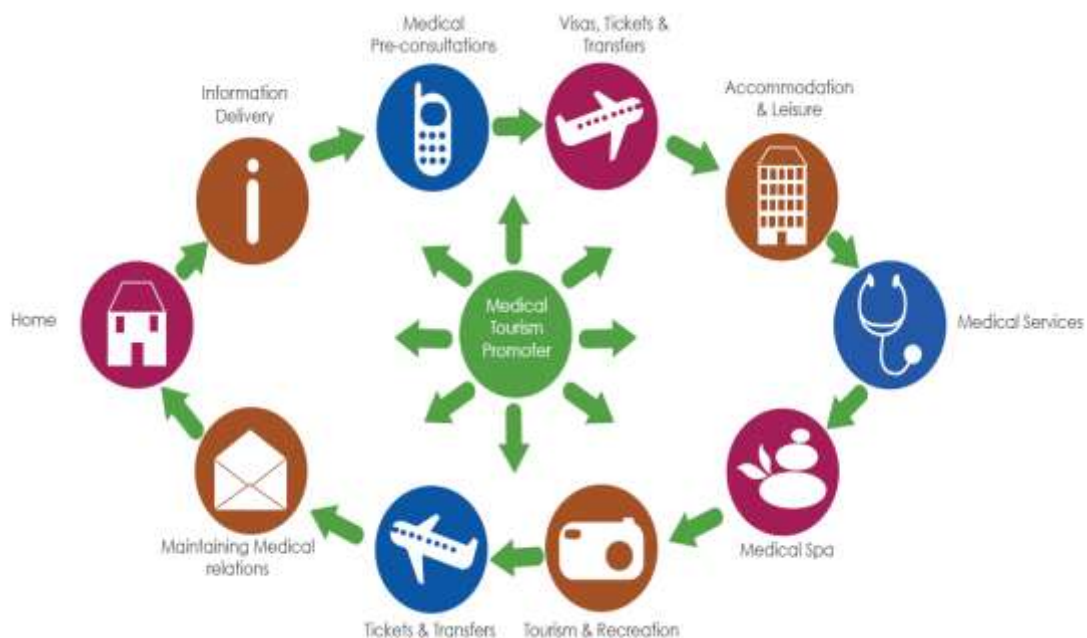 Medical
Pre-consultations
Visas, Tickets &
Transfers
Accommodation
& Leisure
Information
Delivery
Home
Medical
Tourism
Promofer
Medical Services
Maintaining Medical
relations
Medical Spa
Tickets & Transfers
Tourism & Recreation